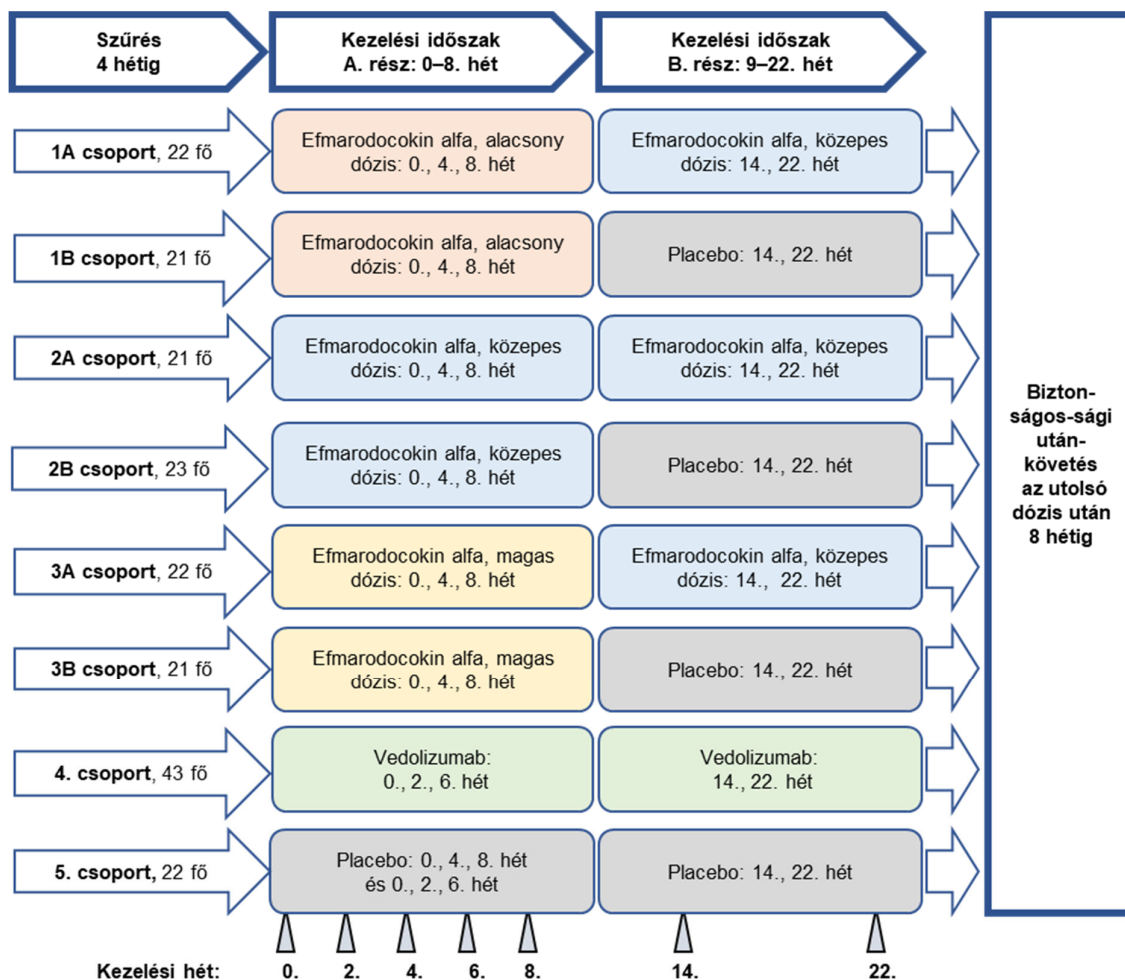 Szűrés
4 hétig
Kezelési időszak
A. rész: 0–8. hét
Kezelési időszak
B. rész: 9–22. hét
1A csoport, 22 fő
Efmarodocokin alfa, alacsony
dózis: 0., 4., 8. hét
Efmarodocokin alfa, közepes
dózis: 14., 22. hét
1B csoport, 21 fő
Efmarodocokin alfa, alacsony
dózis: 0., 4., 8. hét
Placebo: 14., 22. hét
2A csoport, 21 fő
Efmarodocokin alfa, közepes
dózis: 0., 4., 8. hét
Efmarodocokin alfa, közepes
dózis: 14., 22. hét
2B csoport, 23 fő
Efmarodocokin alfa, közepes
dózis: 0., 4., 8. hét
Placebo: 14., 22. hét
3A csoport, 22 fő
Efmarodocokin alfa, magas
dózis: 0., 4., 8. hét
Efmarodocokin alfa, közepes
dózis: 14., 22. hét
3B csoport, 21 fő
Efmarodocokin alfa, magas
dózis: 0., 4., 8. hét
Placebo: 14., 22. hét
4. csoport, 43 fő
Vedolizumab:
0., 2., 6. hét
Vedolizumab:
14., 22. hét
5. csoport, 22 fő
Placebo: 0., 4., 8. hét
és 0., 2., 6. hét
Placebo: 14., 22. hét
Bizton-
ságos-sági
után-
követés
az utolsó
dózis után
8 hétig
Kezelési hét: 0. 2. 4. 6. 8. 14. 22.